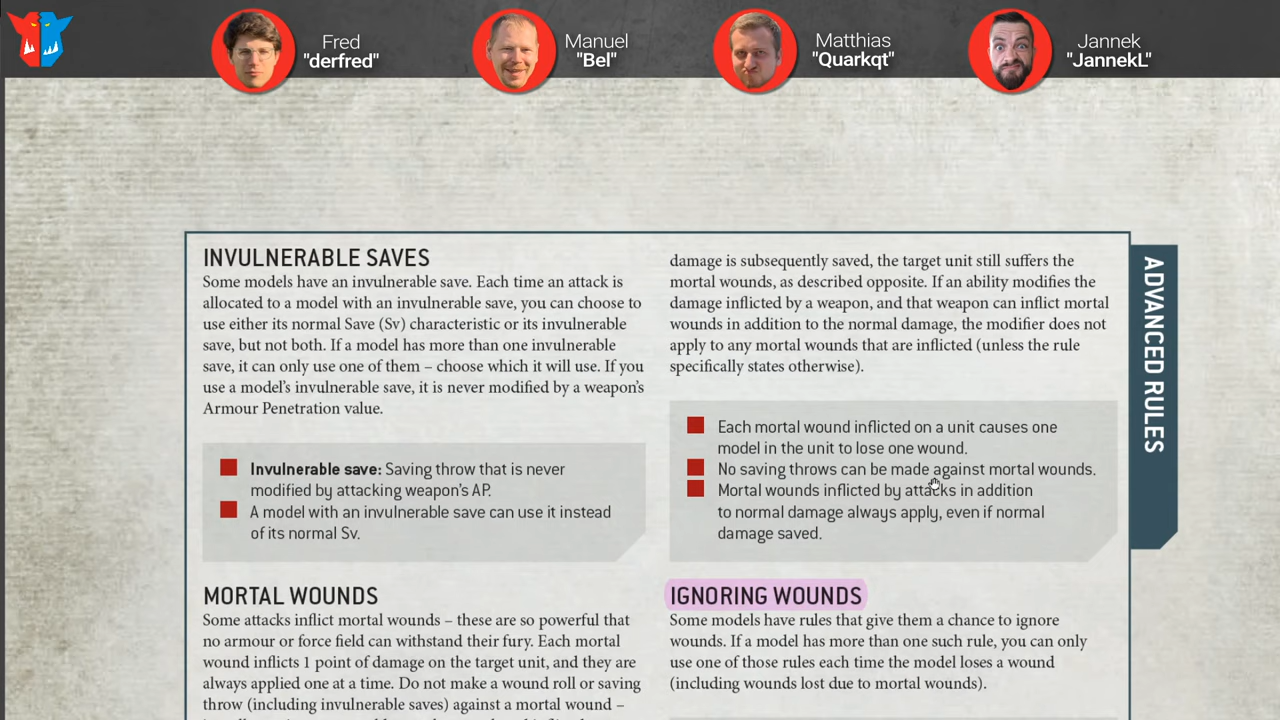 Fred
"derfred"
Manuel
"Bel"
Matthias
"Quarkqt"
Jannek
"JannekL"
INVULNERABLE SAVES
Some models have an invulnerable save. Each time an attack is
allocated to a model with an invulnerable save, you can choose to
use either its normal Save (Sv) characteristic or its invulnerable
save, but not both. If a model has more than one invulnerable
save, it can only use one of them – choose which it will use. If you
use a model's invulnerable save, it is never modified by a weapon's
Armour Penetration value.
Invulnerable save: Saving throw that is never
modified by attacking weapon's AP.
A model with an invulnerable save can use it instead
of its normal Sv.
MORTAL WOUNDS
Some attacks inflict mortal wounds – these are so powerful that
no armour or force field can withstand their fury. Each mortal
wound inflicts 1 point of damage on the target unit, and they are
always applied one at a time. Do not make a wound roll or saving
throw (including invulnerable saves) against a mortal wound –
damage is subsequently saved, the target unit still suffers the
mortal wounds, as described opposite. If an ability modifies the
damage inflicted by a weapon, and that weapon can inflict mortal
wounds in addition to the normal damage, the modifier does not
apply to any mortal wounds that are inflicted (unless the rule
specifically states otherwise).
Each mortal wound inflicted on a unit causes one
model in the unit to lose one wound.
No saving throws can be made against mortal wounds.
Mortal wounds inflicted by attacks in addition
to normal damage always apply, even if normal
damage saved.
IGNORING WOUNDS
Some models have rules that give them a chance to ignore
wounds. If a model has more than one such rule, you can only
use one of those rules each time the model loses a wound
(including wounds lost due to mortal wounds).
ADVANCED RULES